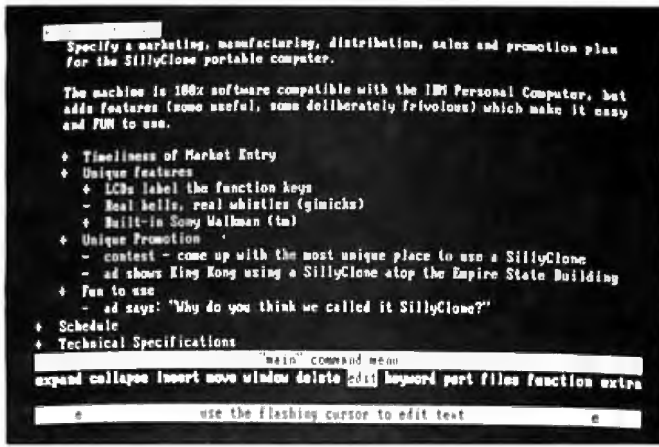 Specify a marketing, manufacturing, distribution, sales and promotion plan
for the SillyClone portable computer.
The machine is 100% software compatible with the IBM Personal Computer, but
adds features (some useful, some deliberately frivolous) which make it easy
and FUN to use.
+ Timeliness of Market Entry
+ Unique features
+ LCDs label the function keys
- Real bells, real whistles (gimicks)
+ Built-in Sony Walkman (tm)
+ Unique Promotion
- contest - come up with the most unique place to use a SillyClone
- ad shows King Kong using a SillyClone atop the Empire State Building
+ Fun to use
- ad says: "Why do you think we called it SillyClone?"
+ Schedule
+ Technical Specifications
"main" command menu
expand collapse insert move window delete edit keyword port files function extra
e use the flashing cursor to edit text e